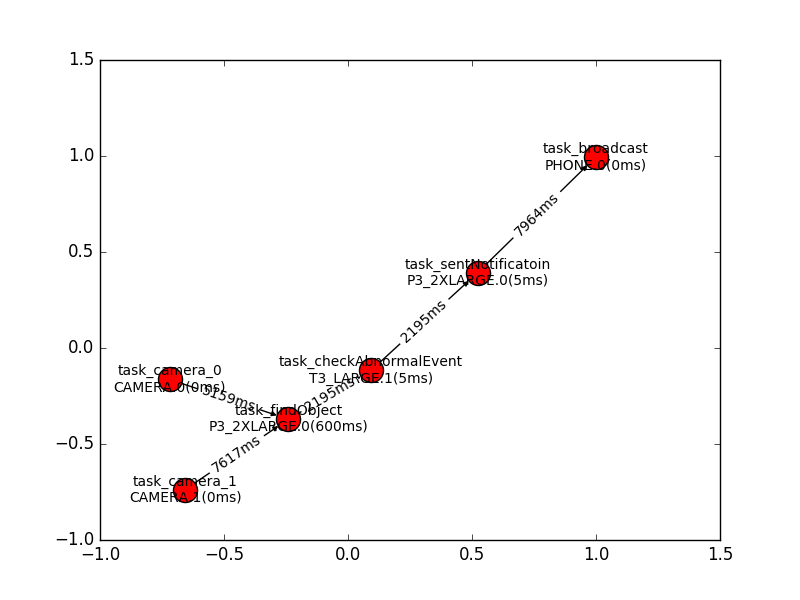 1.5
1.0
0.5
0.0
−0.5
−1.0
−1.0
−0.5
0.0
0.5
1.0
1.5
task_broadcast
PHONE.0(0ms)
7964ms
task_sentNotificatoin
P3_2XLARGE.0(5ms)
2195ms
task_checkAbnormalEvent
T3_LARGE.1(5ms)
2195ms
task_camera_0
CAMERA.0(0ms)
5159ms
task_findObject
P3_2XLARGE.0(600ms)
7617ms
task_camera_1
CAMERA.1(0ms)